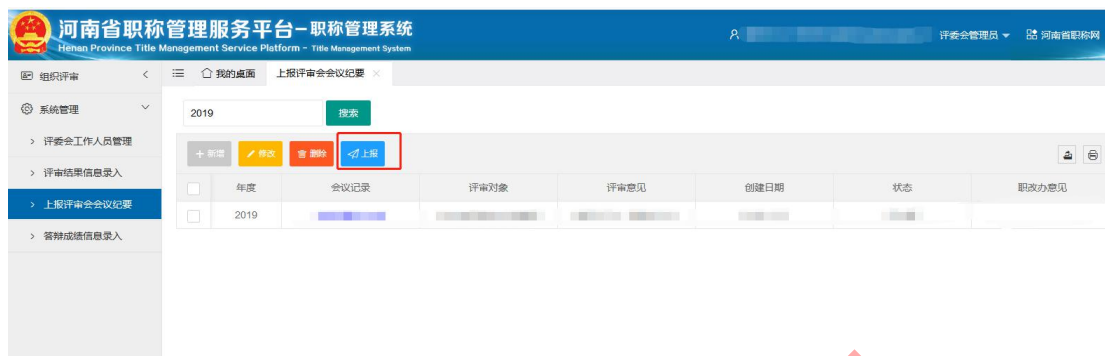 河南省职称管理服务平台-职称管理系统
Henan Province Title Management Service Platform - Title Management System
评委会管理员
河南省职称网
组织评审
我的桌面
上报评审会会议纪要
系统管理
2019
搜索
评委会工作人员管理
新增
修改
删除
上报
评审结果信息录入
年度
会议记录
评审对象
评审意见
创建日期
状态
职改办意见
上报评审会会议纪要
2019
答辩成绩信息录入